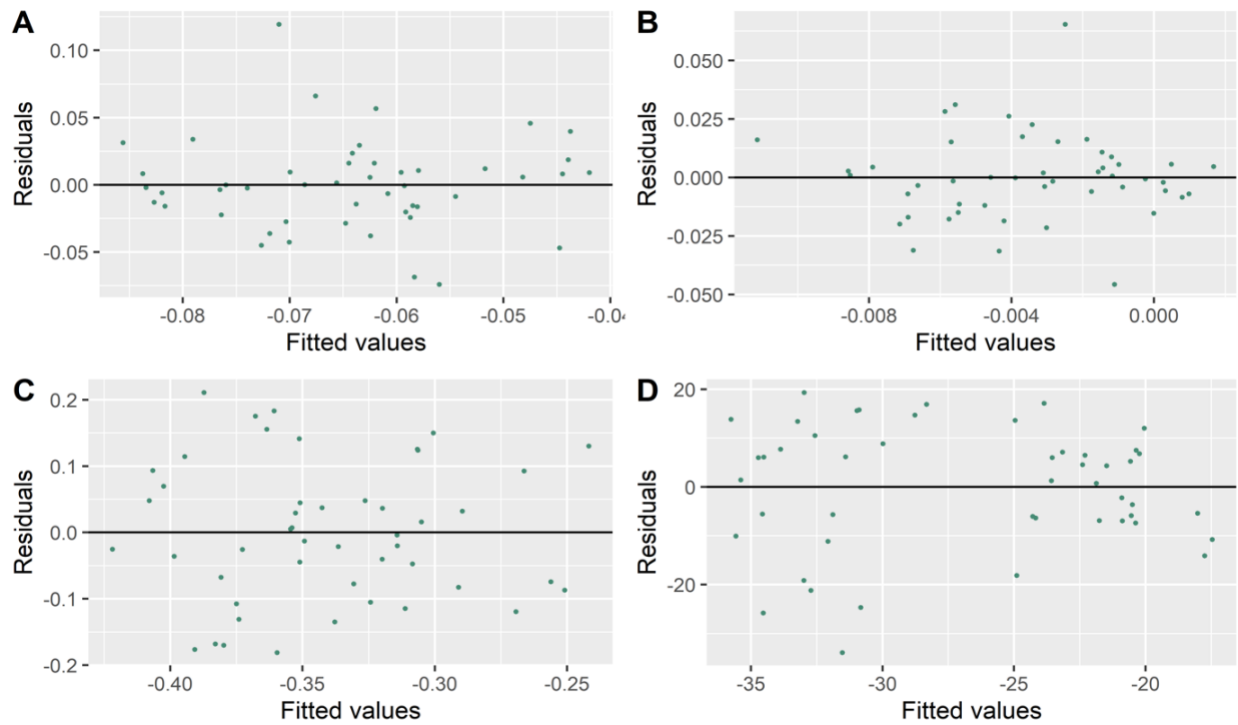 A
B
Residuals
0.10
0.05
0.00
-0.05
-0.08
-0.07
-0.06
-0.05
-0.04
Fitted values
Residuals
0.050
0.025
0.000
-0.025
-0.050
-0.008
-0.004
0.000
Fitted values
C
D
Residuals
0.2
0.1
0.0
-0.1
-0.2
-0.40
-0.35
-0.30
-0.25
Fitted values
Residuals
20
0
-20
-35
-30
-25
-20
Fitted values